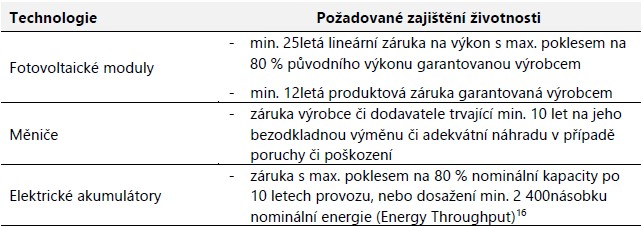 Technologie Požadované zajištění životnosti
Fotovoltaické moduly
- min. 25letá lineární záruka na výkon s max. poklesem na
80 % původního výkonu garantovanou výrobcem
- min. 12letá produktová záruka garantovaná výrobcem
Měniče
- záruka výrobce či dodavatele trvající min. 10 let na jeho
bezodkladnou výměnu či adekvátní náhradu v případě
poruchy či poškození
Elektrické akumulátory
- záruka s max. poklesem na 80 % nominální kapacity po
10 letech provozu, nebo dosažení min. 2 400násobku
nominální energie (Energy Throughput)16